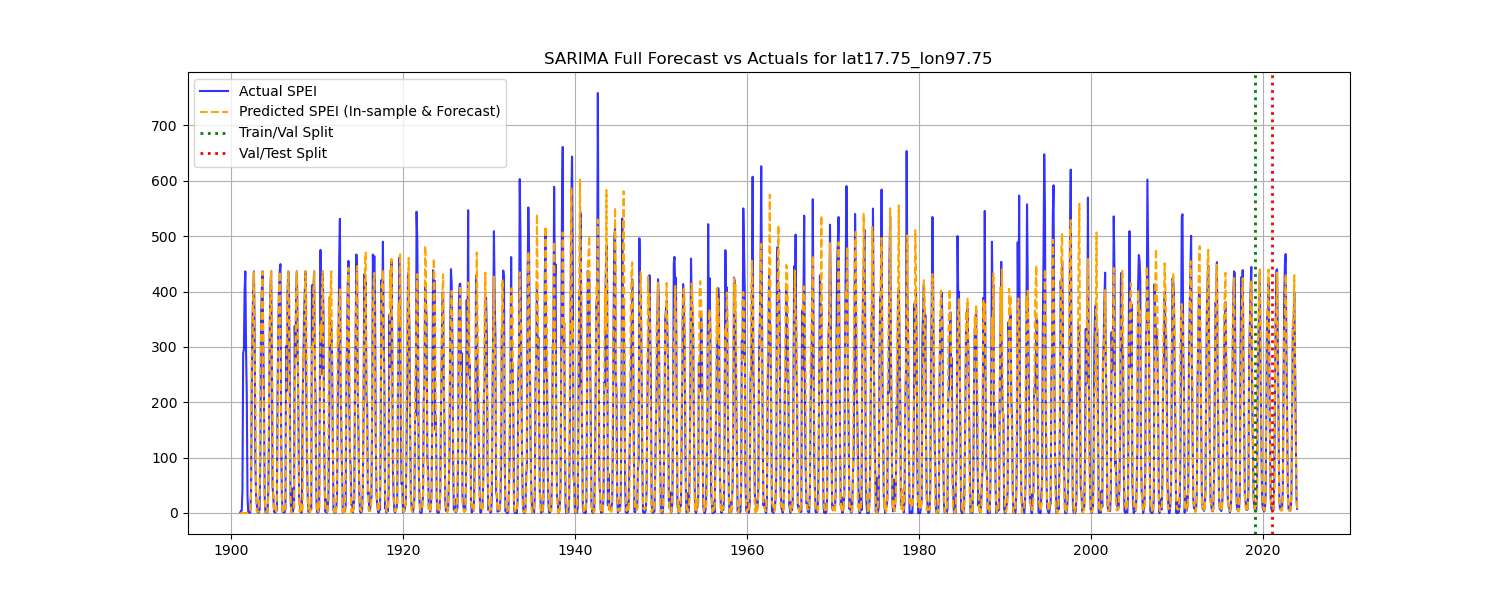 SARIMA Full Forecast vs Actuals for lat17.75_lon97.75
Actual SPEI
Predicted SPEI (In-sample & Forecast)
Train/Val Split
Val/Test Split
700
600
500
400
300
200
100
0
1900 1920 1940 1960 1980 2000 2020